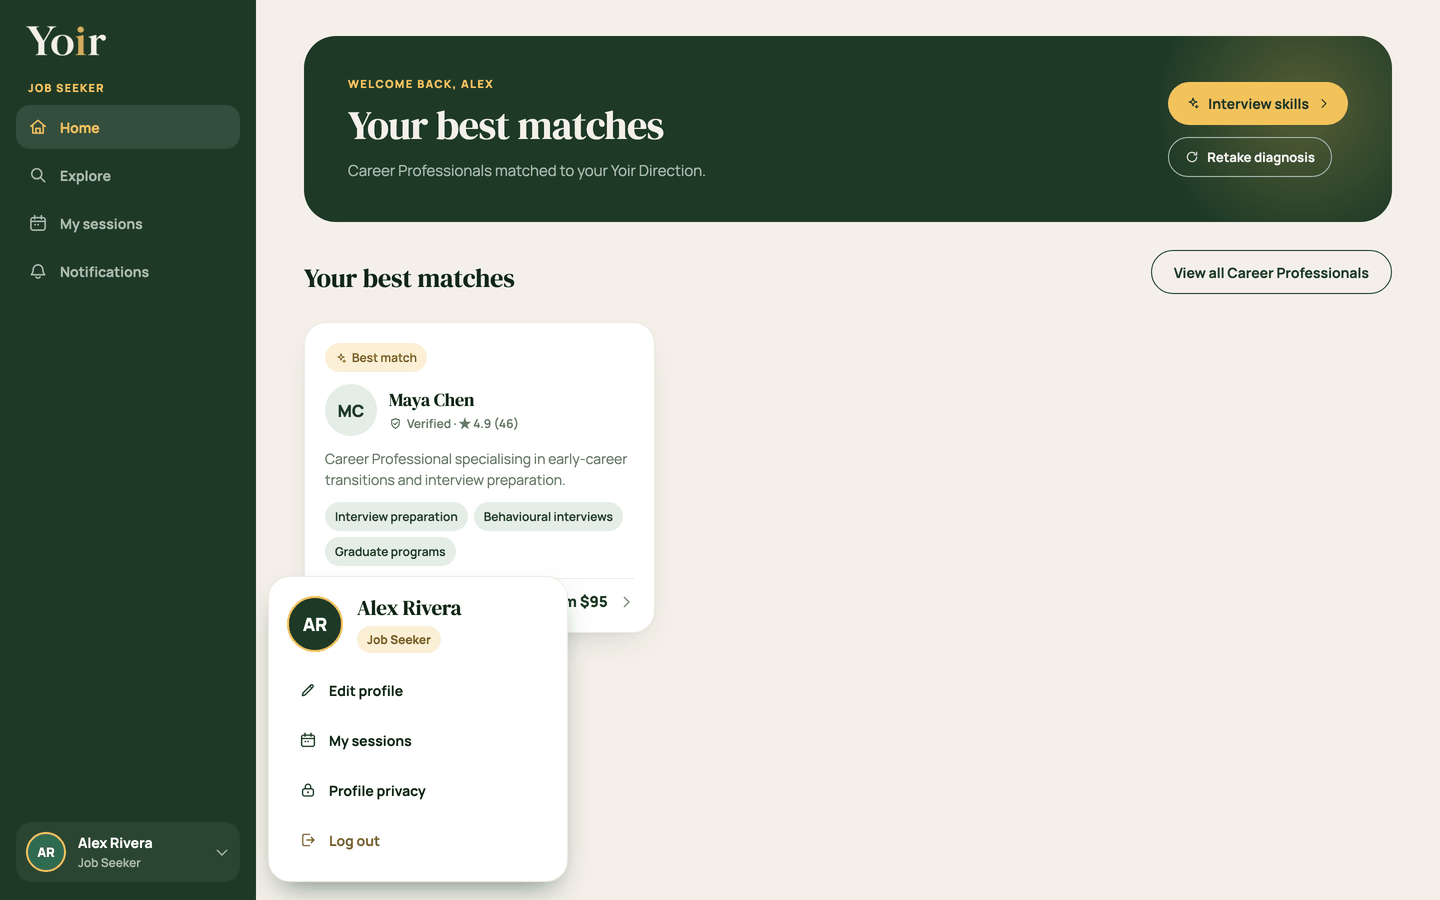 Yoir
JOB SEEKER
Home
Explore
My sessions
Notifications
WELCOME BACK, ALEX
Your best matches
Career Professionals matched to your Yoir Direction.
Interview skills
Retake diagnosis
Your best matches
View all Career Professionals
Best match
MC
Maya Chen
Verified · ★ 4.9 (46)
Career Professional specialising in early-career
transitions and interview preparation.
Interview preparation
Behavioural interviews
Graduate programs
$95
AR
Alex Rivera
Job Seeker
Edit profile
My sessions
Profile privacy
Log out
AR
Alex Rivera
Job Seeker